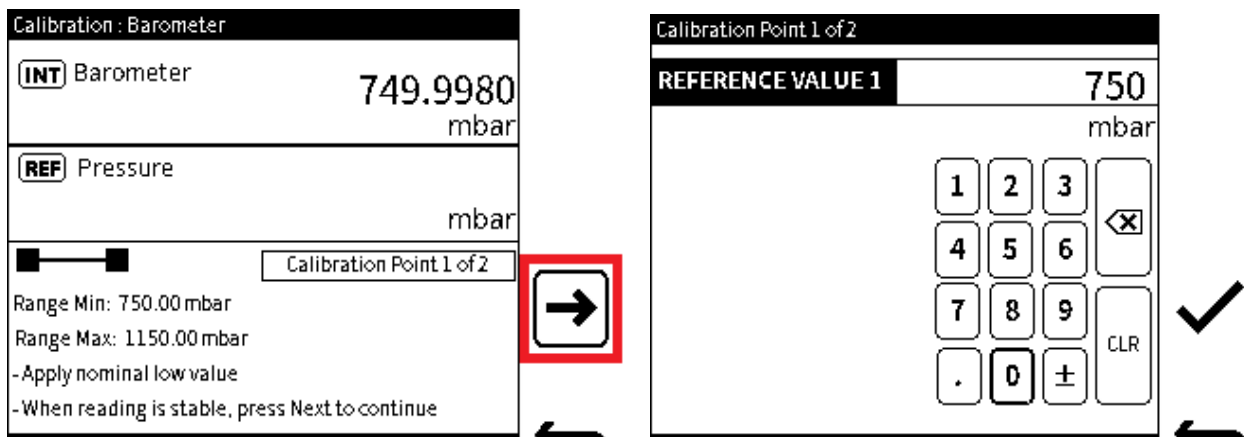 Calibration : Barometer
INT Barometer
749.9980
mbar
REF Pressure
mbar
Calibration Point 1 of 2
Range Min: 750.00 mbar
Range Max: 1150.00 mbar
- Apply nominal low value
- When reading is stable, press Next to continue
Calibration Point 1 of 2
REFERENCE VALUE 1 750
mbar
1 2 3
4 5 6
7 8 9
CLR
. 0 ±